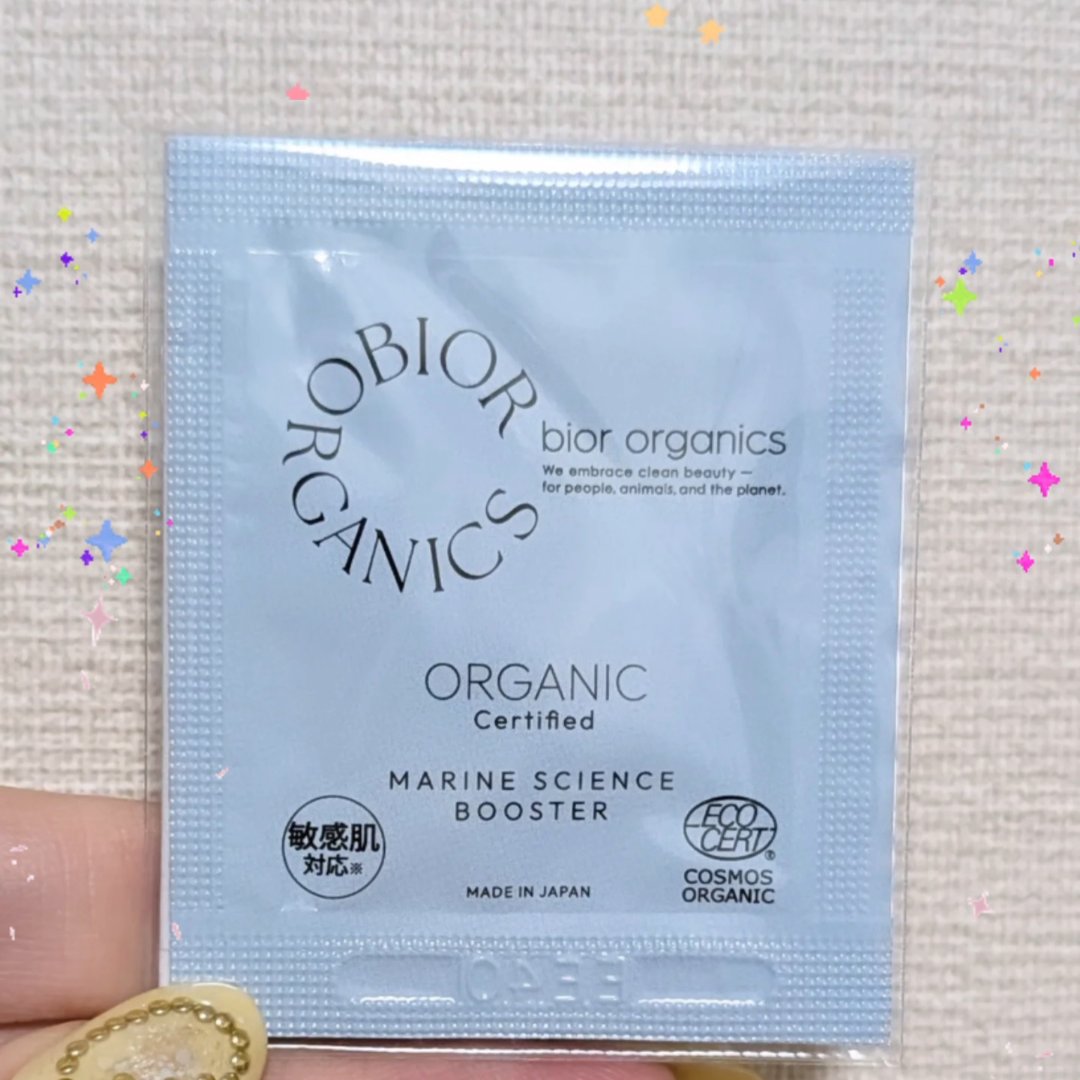 OBIOR ORGANICS
bior organics
We embrace clean beauty —
for people, animals, and the planet.
ORGANIC
Certified
MARINE SCIENCE
BOOSTER
敏感肌
対応※
MADE IN JAPAN
ECO
CERT®
COSMOS
ORGANIC